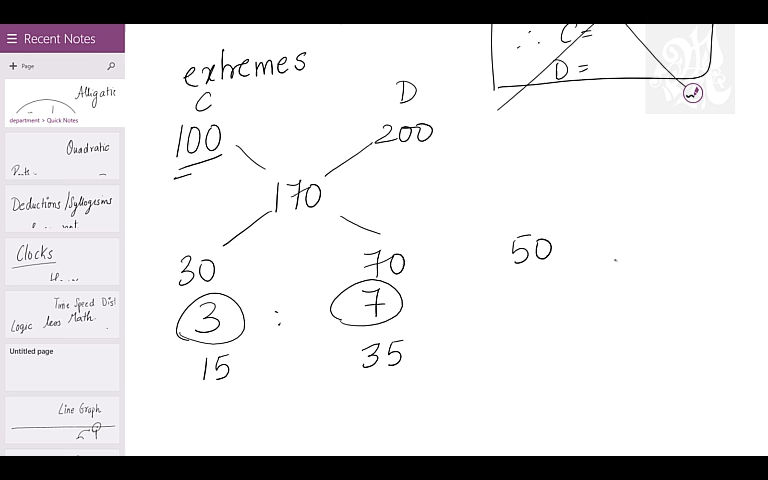 Recent Notes
+ Page
Alligatio
department > Quick Notes
Quadratic
Deductions /Syllogisms
Clocks
Time Speed Dist
Logic less Math.
Untitled page
Line Graph
extremes
C D
100 200
170
30 70
3 : 7
15 35
50
∴ C =
D =